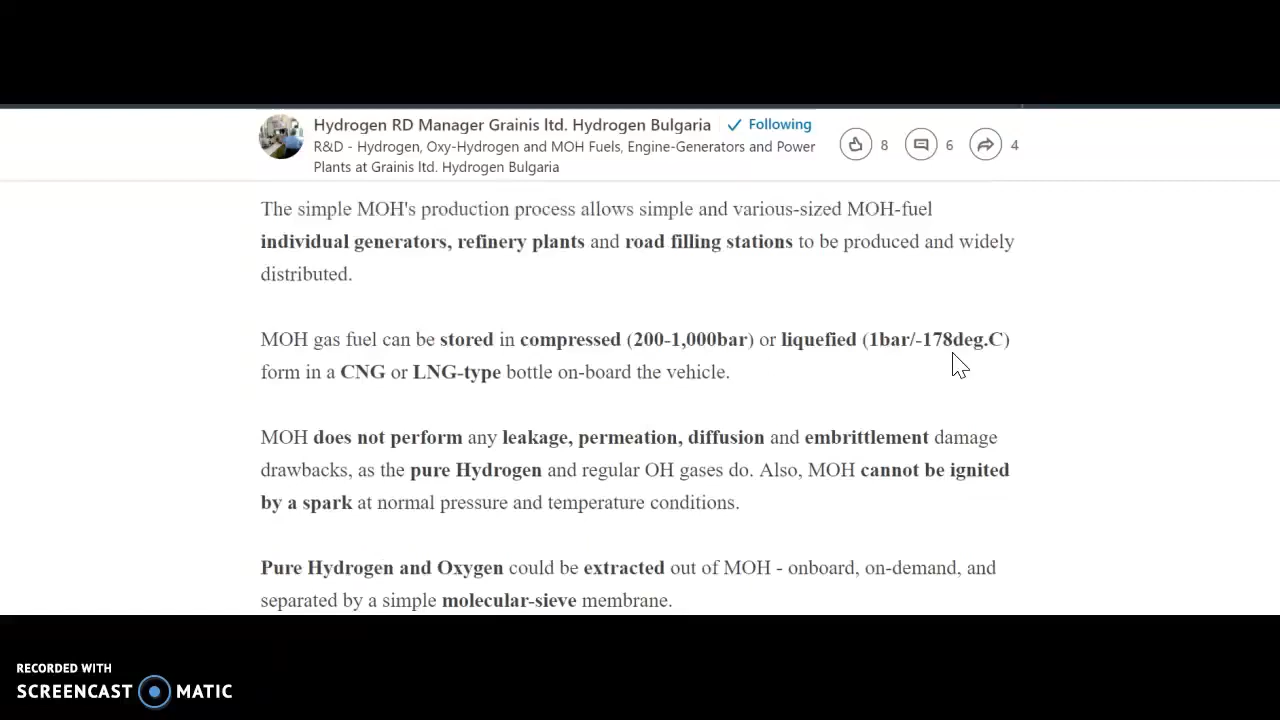 Hydrogen RD Manager Grainis ltd. Hydrogen Bulgaria Following
R&D - Hydrogen, Oxy-Hydrogen and MOH Fuels, Engine-Generators and Power
Plants at Grainis ltd. Hydrogen Bulgaria
8 6 4
The simple MOH's production process allows simple and various-sized MOH-fuel
individual generators, refinery plants and road filling stations to be produced and widely
distributed.
MOH gas fuel can be stored in compressed (200-1,000bar) or liquefied (1bar/-178deg.C)
form in a CNG or LNG-type bottle on-board the vehicle.
MOH does not perform any leakage, permeation, diffusion and embrittlement damage
drawbacks, as the pure Hydrogen and regular OH gases do. Also, MOH cannot be ignited
by a spark at normal pressure and temperature conditions.
Pure Hydrogen and Oxygen could be extracted out of MOH - onboard, on-demand, and
separated by a simple molecular-sieve membrane.
RECORDED WITH
SCREENCAST MATIC